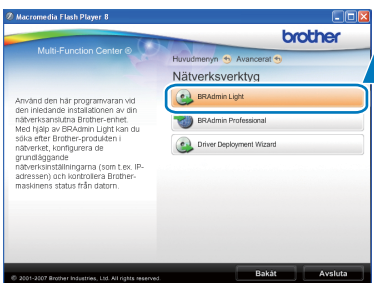 Macromedia Flash Player 8
brother
Multi-Function Center ®
Huvudmenyn Avancerat
Nätverksverktyg
BRAdmin Light
BRAdmin Professional
Driver Deployment Wizard
Använd den här programvaran vid
den inledande installationen av din
nätverksanslutna Brother-enhet.
Med hjälp av BRAdmin Light kan du
söka efter Brother-produkten i
nätverket, konfigurera de
grundläggande
nätverksinställningarna (som t.ex. IP-
adressen) och kontrollera Brother-
maskinens status från datorn.
© 2001-2007 Brother Industries, Ltd. All rights reserved.
Bakåt
Avsluta